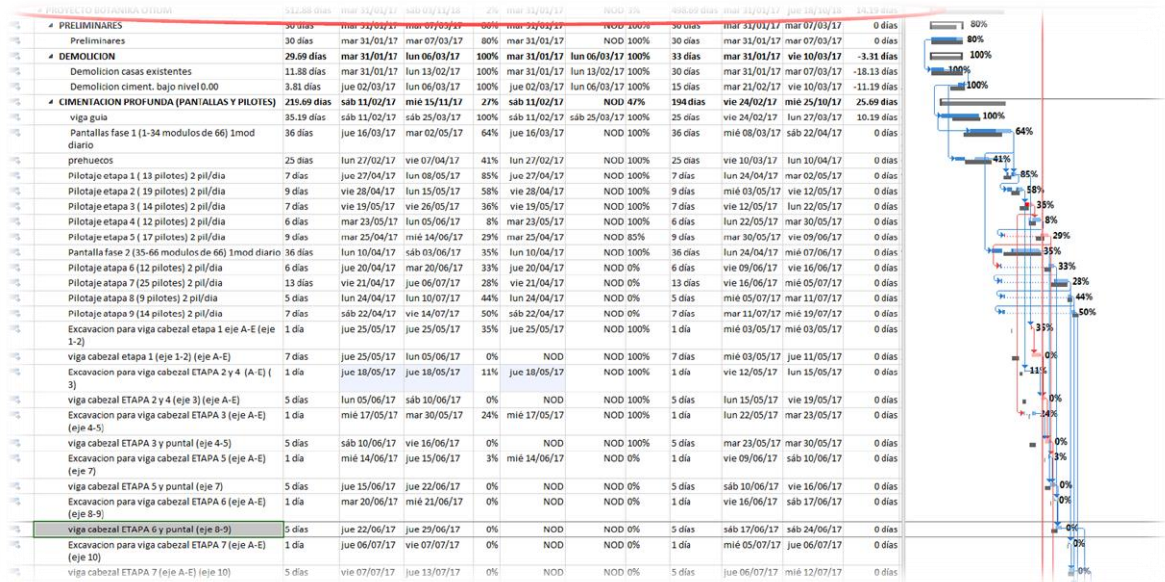 PROYECTO BOTANIKA OTIUM 512.88 días mar 31/01/17 sáb 03/11/18 2% mar 31/01/17 NOD 3% 498.69 días mar 31/01/17 jue 18/10/18 14.19 días
PRELIMINARES 30 días mar 31/01/17 mar 07/03/17 80% mar 31/01/17 NOD 100% 30 días mar 31/01/17 mar 07/03/17 0 días 80%
Preliminares 30 días mar 31/01/17 mar 07/03/17 80% mar 31/01/17 NOD 100% 30 días mar 31/01/17 mar 07/03/17 0 días 80%
DEMOLICION 29.69 días mar 31/01/17 lun 06/03/17 100% mar 31/01/17 lun 06/03/17 100% 33 días mar 31/01/17 vie 10/03/17 -3.31 días 100%
Demolicion casas existentes 11.88 días mar 31/01/17 lun 13/02/17 100% mar 31/01/17 lun 13/02/17 100% 30 días mar 31/01/17 mar 07/03/17 -18.13 días 100%
Demolicion ciment. bajo nivel 0.00 3.81 días jue 02/03/17 lun 06/03/17 100% jue 02/03/17 lun 06/03/17 100% 15 días mar 21/02/17 vie 10/03/17 -11.19 días 100%
CIMENTACION PROFUNDA (PANTALLAS Y PILOTES) 219.69 días sáb 11/02/17 mié 15/11/17 27% sáb 11/02/17 NOD 47% 194 días vie 24/02/17 mié 25/10/17 25.69 días
viga guia 35.19 días sáb 11/02/17 sáb 25/03/17 100% sáb 11/02/17 sáb 25/03/17 100% 25 días vie 24/02/17 lun 27/03/17 10.19 días 100%
Pantallas fase 1 (1-34 modulos de 66) 1mod 36 días jue 16/03/17 mar 02/05/17 64% jue 16/03/17 NOD 100% 36 días mié 08/03/17 sáb 22/04/17 0 días 64%
diario
prehuecos 25 días lun 27/02/17 vie 07/04/17 41% lun 27/02/17 NOD 100% 25 días vie 10/03/17 lun 10/04/17 0 días 41%
Pilotaje etapa 1 ( 13 pilotes) 2 pil/dia 7 días jue 27/04/17 lun 08/05/17 85% jue 27/04/17 NOD 100% 7 días lun 24/04/17 mar 02/05/17 0 días 85%
Pilotaje etapa 2 ( 19 pilotes) 2 pil/dia 9 días vie 28/04/17 lun 15/05/17 58% vie 28/04/17 NOD 100% 9 días mié 03/05/17 vie 12/05/17 0 días 58%
Pilotaje etapa 3 ( 14 pilotes) 2 pil/dia 7 días vie 19/05/17 vie 26/05/17 36% vie 19/05/17 NOD 100% 7 días vie 12/05/17 lun 22/05/17 0 días 36%
Pilotaje etapa 4 ( 12 pilotes) 2 pil/dia 6 días mar 23/05/17 lun 05/06/17 8% mar 23/05/17 NOD 100% 6 días lun 22/05/17 mar 30/05/17 0 días 8%
Pilotaje etapa 5 ( 17 pilotes) 2 pil/dia 9 días mar 25/04/17 mié 14/06/17 29% mar 25/04/17 NOD 85% 9 días mar 30/05/17 vie 09/06/17 0 días 29%
Pantalla fase 2 (35-66 modulos de 66) 1mod diario 36 días lun 10/04/17 sáb 03/06/17 35% lun 10/04/17 NOD 100% 36 días lun 24/04/17 mié 07/06/17 0 días 35%
Pilotaje atapa 6 (12 pilotes) 2 pil/dia 6 días jue 20/04/17 mar 20/06/17 33% jue 20/04/17 NOD 0% 6 días vie 09/06/17 vie 16/06/17 0 días 33%
Pilotaje atapa 7 (25 pilotes) 2 pil/dia 13 días vie 21/04/17 jue 06/07/17 28% vie 21/04/17 NOD 0% 13 días vie 16/06/17 mié 05/07/17 0 días 28%
Pilotaje atapa 8 (9 pilotes) 2 pil/dia 5 días lun 24/04/17 lun 10/07/17 44% lun 24/04/17 NOD 0% 5 días mié 05/07/17 mar 11/07/17 0 días 44%
Pilotaje atapa 9 (14 pilotes) 2 pil/dia 7 días sáb 22/04/17 vie 14/07/17 50% sáb 22/04/17 NOD 0% 7 días mar 11/07/17 mié 19/07/17 0 días 50%
Excavacion para viga cabezal etapa 1 eje A-E (eje 1 día jue 25/05/17 jue 25/05/17 35% jue 25/05/17 NOD 100% 1 día mié 03/05/17 mié 03/05/17 0 días 35%
1-2)
viga cabezal etapa 1 (eje 1-2) (eje A-E) 7 días jue 25/05/17 lun 05/06/17 0% NOD NOD 100% 7 días mié 03/05/17 jue 11/05/17 0 días 0%
Excavacion para viga cabezal ETAPA 2 y 4 (A-E) ( 1 día jue 18/05/17 jue 18/05/17 11% jue 18/05/17 NOD 100% 1 día vie 12/05/17 lun 15/05/17 0 días 11%
3)
viga cabezal ETAPA 2 y 4 (eje 3) (eje A-E) 5 días lun 05/06/17 sáb 10/06/17 0% NOD NOD 100% 5 días lun 15/05/17 vie 19/05/17 0 días 0%
Excavacion para viga cabezal ETAPA 3 (eje A-E) 1 día mié 17/05/17 mar 30/05/17 24% mié 17/05/17 NOD 100% 1 día lun 22/05/17 mar 23/05/17 0 días 24%
(eje 4-5)
viga cabezal ETAPA 3 y puntal (eje 4-5) 5 días sáb 10/06/17 vie 16/06/17 0% NOD NOD 100% 5 días mar 23/05/17 mar 30/05/17 0 días 0%
Excavacion para viga cabezal ETAPA 5 (eje A-E) 1 día mié 14/06/17 jue 15/06/17 3% mié 14/06/17 NOD 100% 1 día vie 09/06/17 sáb 10/06/17 0 días 3%
(eje 7)
viga cabezal ETAPA 5 y puntal (eje 7) 5 días jue 15/06/17 jue 22/06/17 0% NOD NOD 0% 5 días sáb 10/06/17 vie 16/06/17 0 días 0%
Excavacion para viga cabezal ETAPA 6 (eje A-E) 1 día mar 20/06/17 mié 21/06/17 0% NOD NOD 0% 1 día vie 16/06/17 sáb 17/06/17 0 días 0%
(eje 8-9)
viga cabezal ETAPA 6 y puntal (eje 8-9) 5 días jue 22/06/17 jue 29/06/17 0% NOD NOD 0% 5 días sáb 17/06/17 sáb 24/06/17 0 días 0%
Excavacion para viga cabezal ETAPA 7 (eje A-E) 1 día jue 06/07/17 vie 07/07/17 0% NOD NOD 0% 1 día mié 05/07/17 jue 06/07/17 0 días 0%
(eje 10)
viga cabezal ETAPA 7 (eje A-E) (eje 10) 5 días vie 07/07/17 jue 13/07/17 0% NOD NOD 0% 5 días jue 06/07/17 mié 12/07/17 0 días 0%